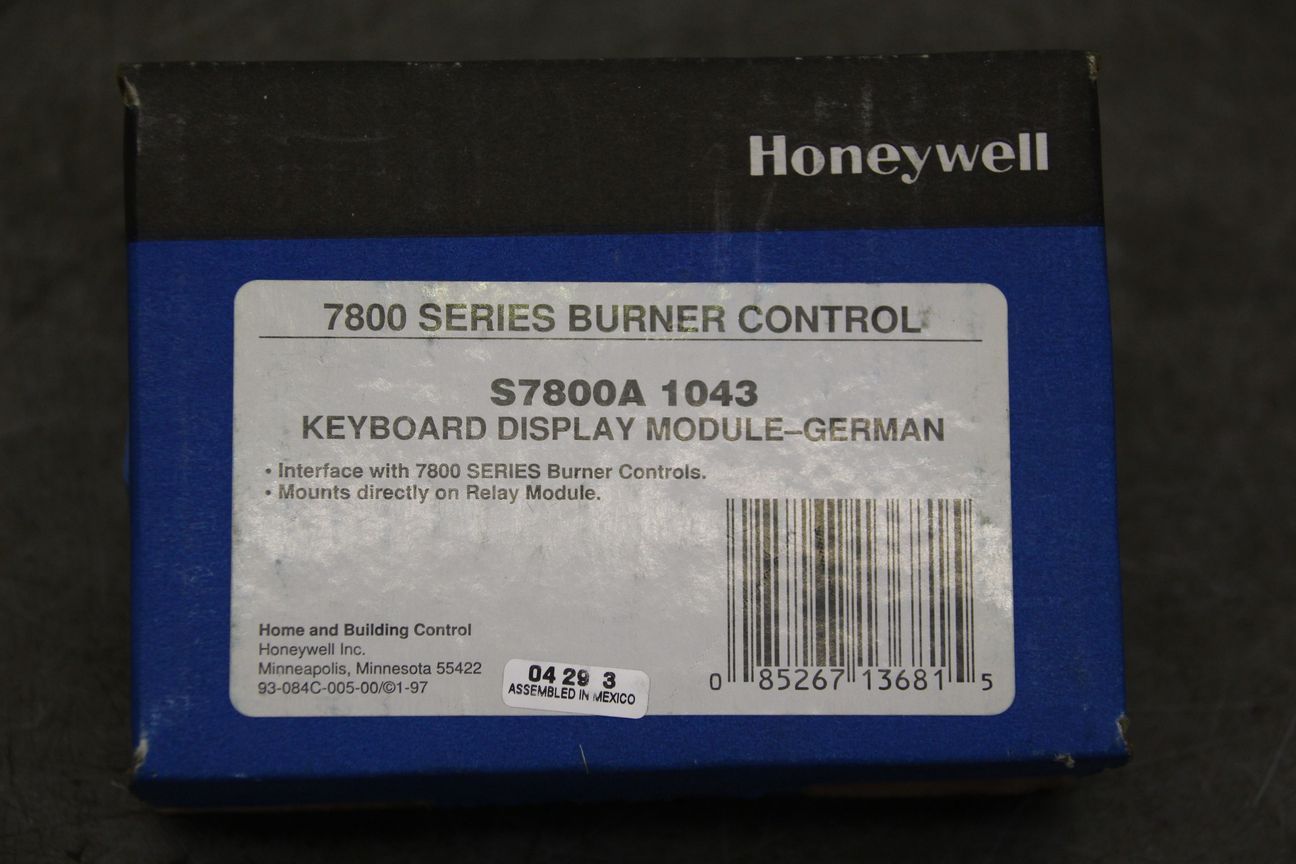 Honeywell
7800 SERIES BURNER CONTROL
S7800A 1043
KEYBOARD DISPLAY MODULE–GERMAN
• Interface with 7800 SERIES Burner Controls.
• Mounts directly on Relay Module.
Home and Building Control
Honeywell Inc.
Minneapolis, Minnesota 55422
93-084C-005-00/©1-97
04 29 3
ASSEMBLED IN MEXICO
0 85267 13681 5